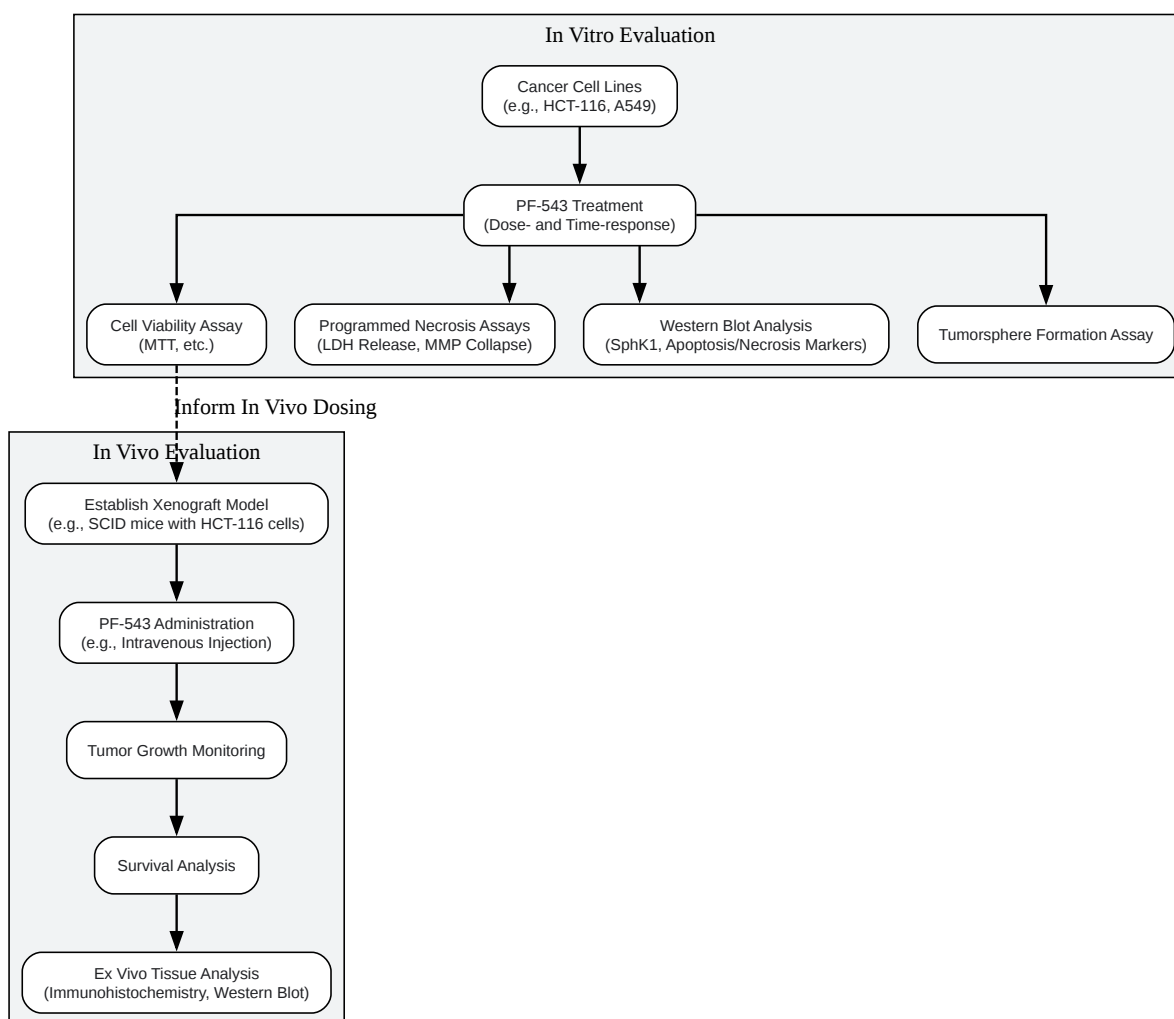 In Vitro Evaluation
Cancer Cell Lines
(e.g., HCT-116, A549)
PF-543 Treatment
(Dose- and Time-response)
Cell Viability Assay
(MTT, etc.)
Programmed Necrosis Assays
(LDH Release, MMP Collapse)
Western Blot Analysis
(SphK1, Apoptosis/Necrosis Markers)
Tumorsphere Formation Assay
Inform In Vivo Dosing
In Vivo Evaluation
Establish Xenograft Model
(e.g., SCID mice with HCT-116 cells)
PF-543 Administration
(e.g., Intravenous Injection)
Tumor Growth Monitoring
Survival Analysis
Ex Vivo Tissue Analysis
(Immunohistochemistry, Western Blot)